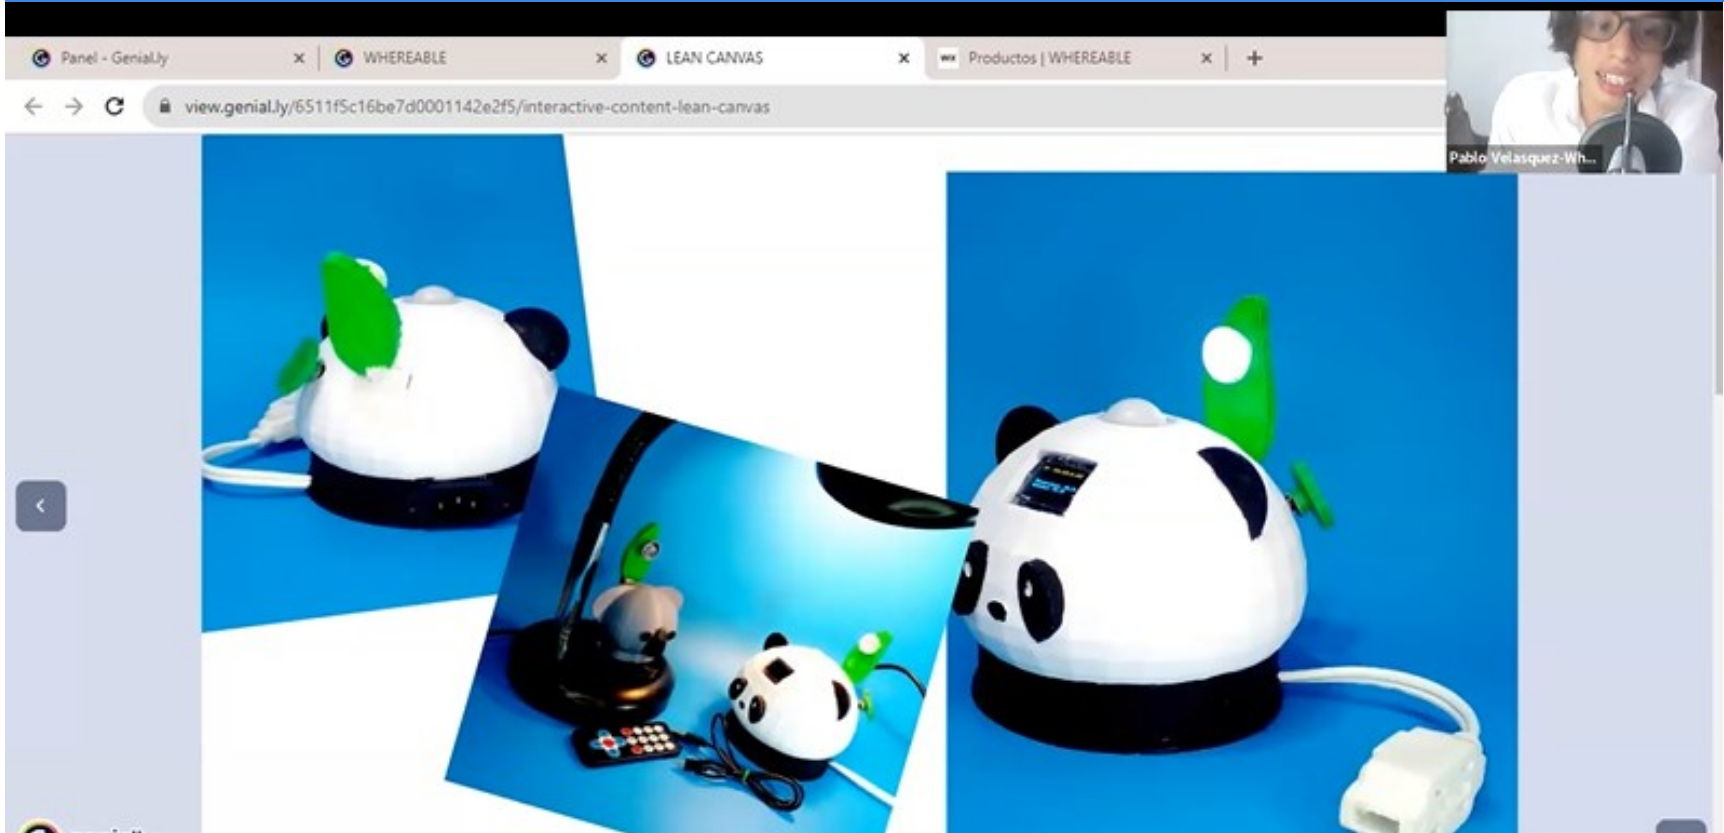 Panel - Genial.ly
WHEREABLE
LEAN CANVAS
WIX Productos | WHEREABLE
view.genial.ly/6511f5c16be7d0001142e2f5/interactive-content-lean-canvas
Pablo Velasquez-Wh...